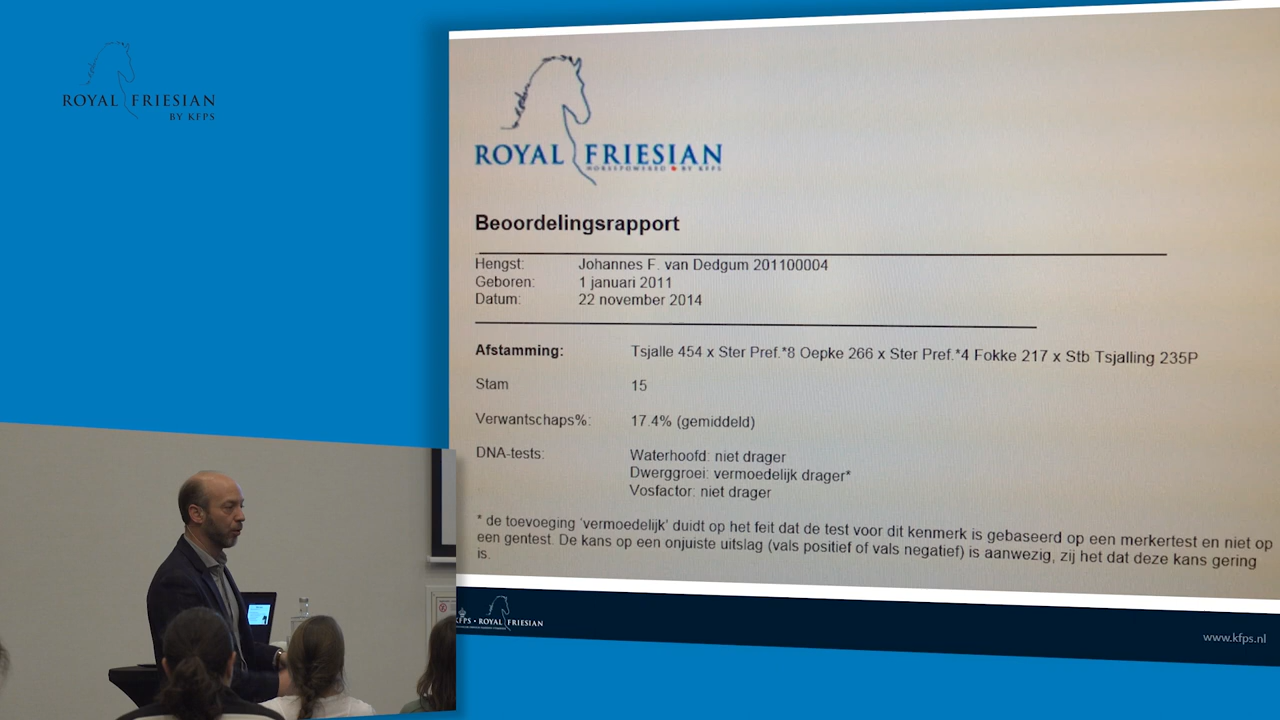 ROYAL FRIESIAN
BY KFPS
ROYAL FRIESIAN
HORSEPOWERED BY KFPS
Beoordelingsrapport
Hengst: Johannes F. van Dedgum 201100004
Geboren: 1 januari 2011
Datum: 22 november 2014
Afstamming: Tsjalle 454 x Ster Pref.*8 Oepke 266 x Ster Pref.*4 Fokke 217 x Stb Tsjalling 235P
Stam 15
Verwantschaps%: 17.4% (gemiddeld)
DNA-tests: Waterhoofd: niet drager
Dwerggroei: vermoedelijk drager*
Vosfactor: niet drager
* de toevoeging 'vermoedelijk' duidt op het feit dat de test voor dit kenmerk is gebaseerd op een merkertest en niet op
een gentest. De kans op een onjuiste uitslag (vals positief of vals negatief) is aanwezig, zij het dat deze kans gering
is.
KFPS • ROYAL FRIESIAN
www.kfps.nl